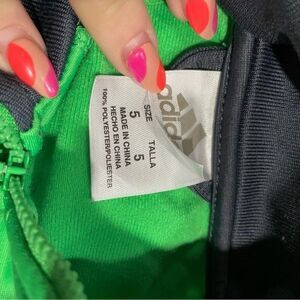 adidas
SIZE TALLA
5 5
MADE IN CHINA
HECHO EN CHINA
100% POLYESTER/POLIESTER